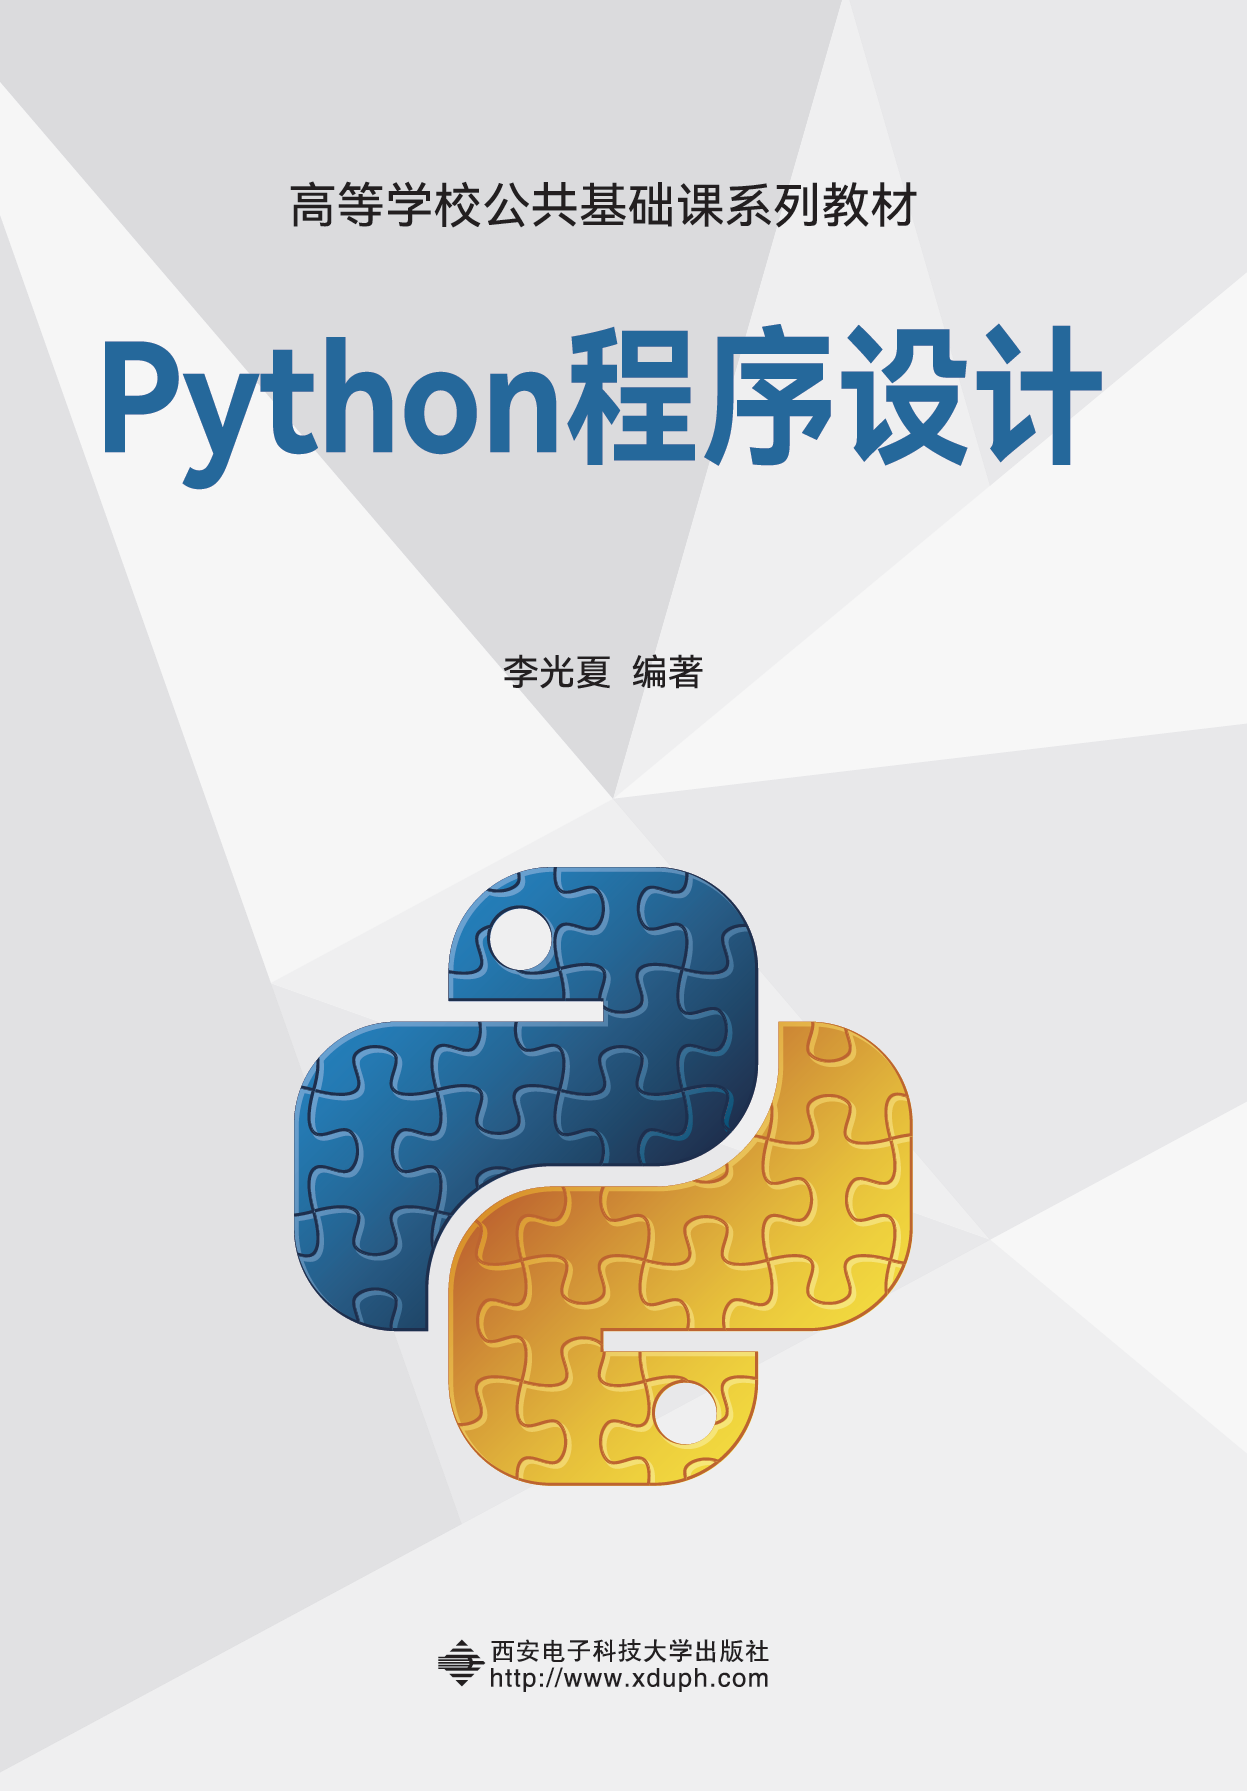 高等学校公共基础课系列教材
Python程序设计
李光夏 编著
西安电子科技大学出版社
http://www.xduph.com